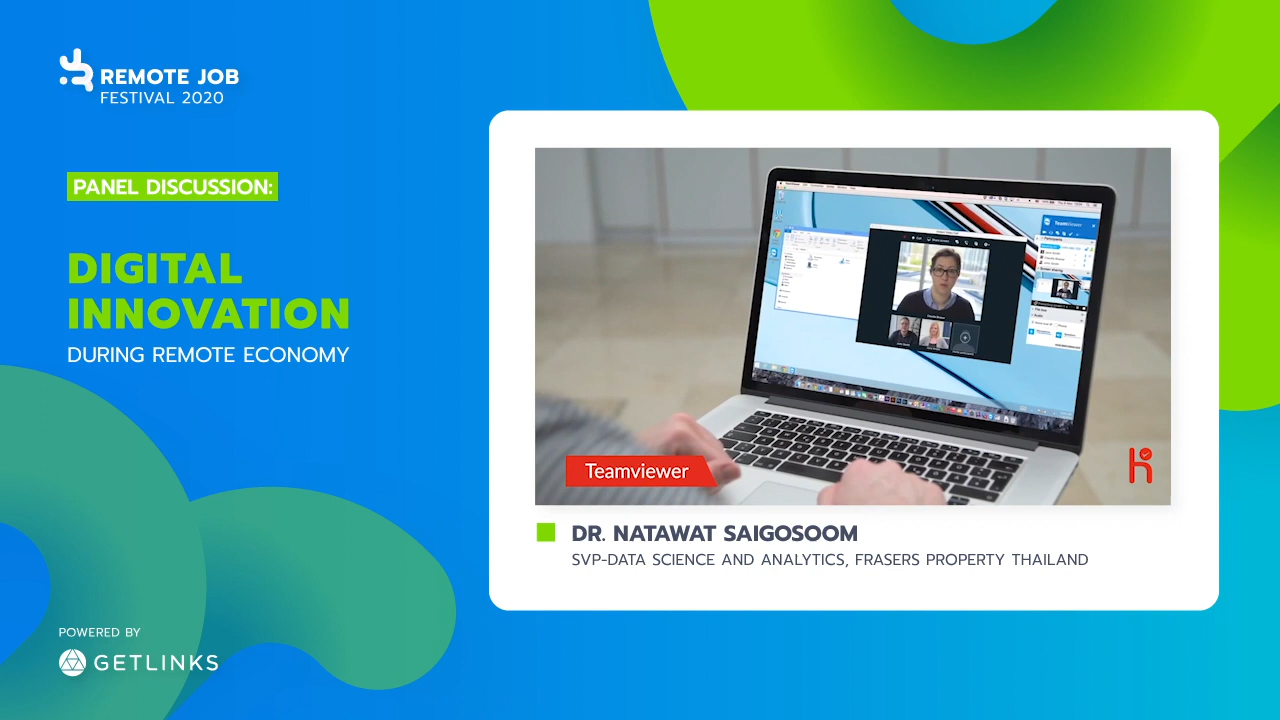 REMOTE JOB
FESTIVAL 2020
PANEL DISCUSSION:
DIGITAL
INNOVATION
DURING REMOTE ECONOMY
TeamViewer
Teamviewer
DR. NATAWAT SAIGOSOOM
SVP-DATA SCIENCE AND ANALYTICS, FRASERS PROPERTY THAILAND
POWERED BY
GETLINKS